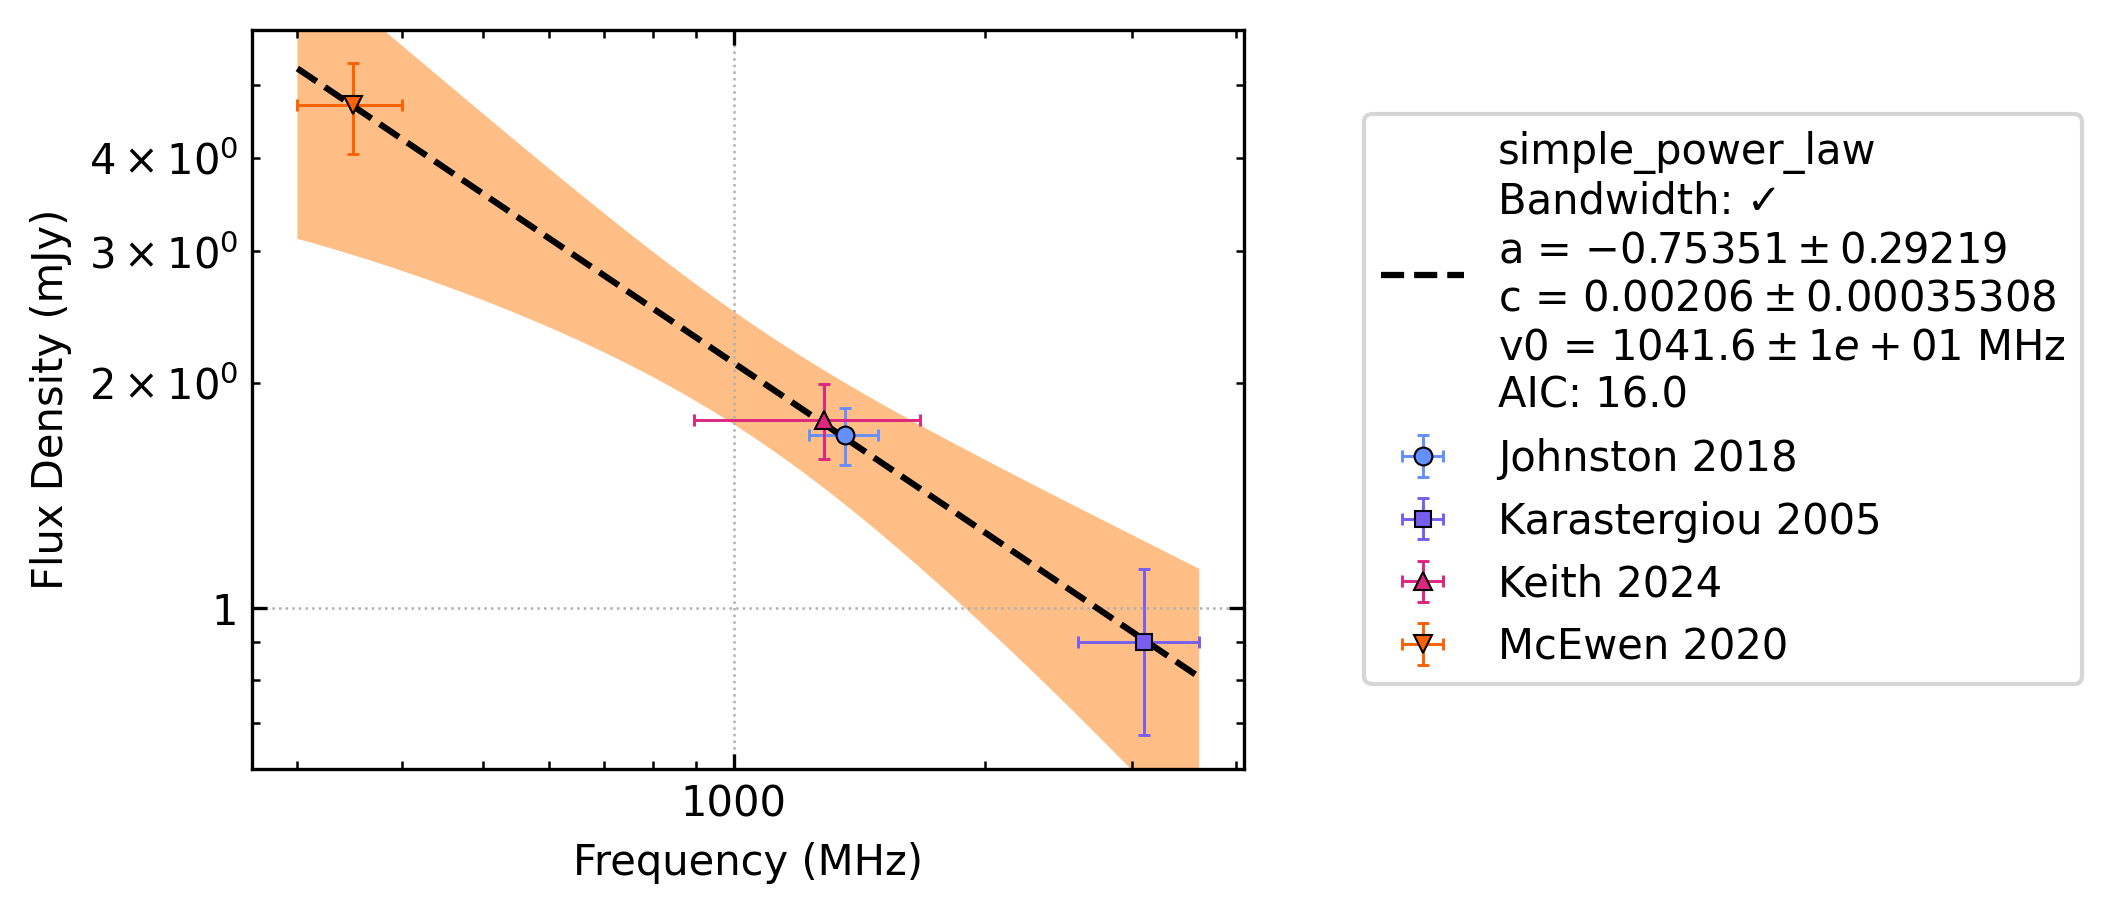 Flux Density (mJy)
4 × 10⁰
3 × 10⁰
2 × 10⁰
1
1000
Frequency (MHz)
simple_power_law
Bandwidth: ✓
a = −0.75351 ± 0.29219
c = 0.00206 ± 0.00035308
v0 = 1041.6 ± 1e + 01 MHz
AIC: 16.0
Johnston 2018
Karastergiou 2005
Keith 2024
McEwen 2020